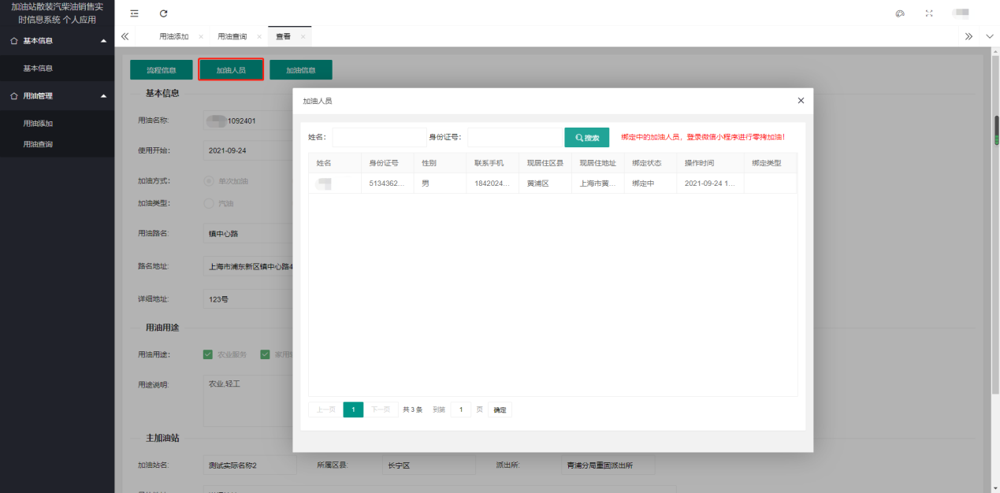 加油站散装汽柴油销售实
时信息系统 个人应用
基本信息
基本信息
用油管理
用油添加
用油查询
用油添加
用油查询
查看
流程信息
加油人员
加油信息
基本信息
用油名称:
1092401
使用开始:
2021-09-24
加油方式:
单次加油
加油类型:
汽油
用油路名:
镇中心路
路名地址:
上海市浦东新区镇中心路4
详细地址:
123号
用油用途
用油用途:
农业服务
用途说明:
农业,轻工
主加油站
加油站名:
测试实际名称2
所属区县:
长宁区
派出所:
青浦分局重固派出所
加油人员
姓名:
身份证号:
搜索
绑定中的加油人员，登录微信小程序进行零拷加油！
姓名 身份证号 性别 联系手机 现居住区县 现居住地址 绑定状态 操作时间 绑定类型
5134362... 男 1842024... 黄浦区 上海市黄... 绑定中 2021-09-24 1...
上一页 1 下一页 共 3 条 到第 1 页 确定